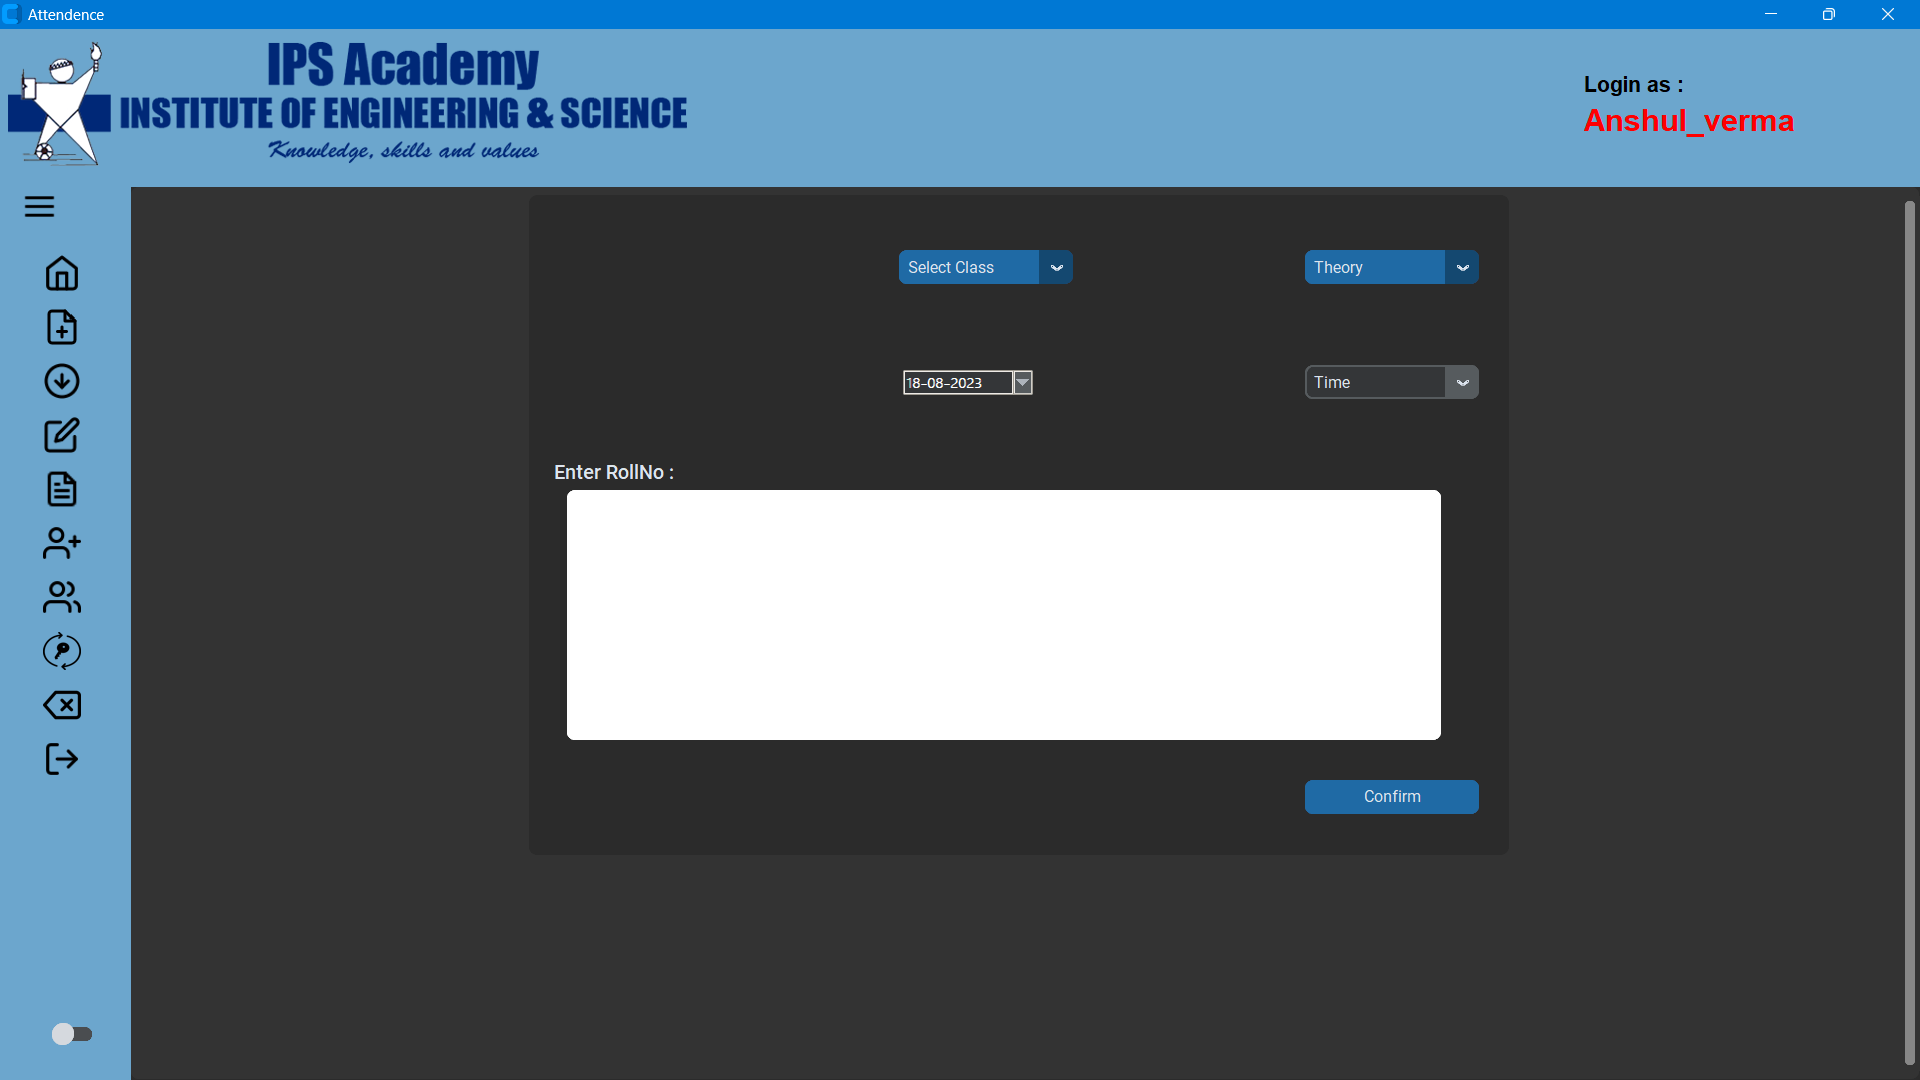 Attendence
IPS Academy
INSTITUTE OF ENGINEERING & SCIENCE
Knowledge, skills and values
Login as :
Anshul_verma
Select Class
Theory
18-08-2023
Time
Enter RollNo :
Confirm